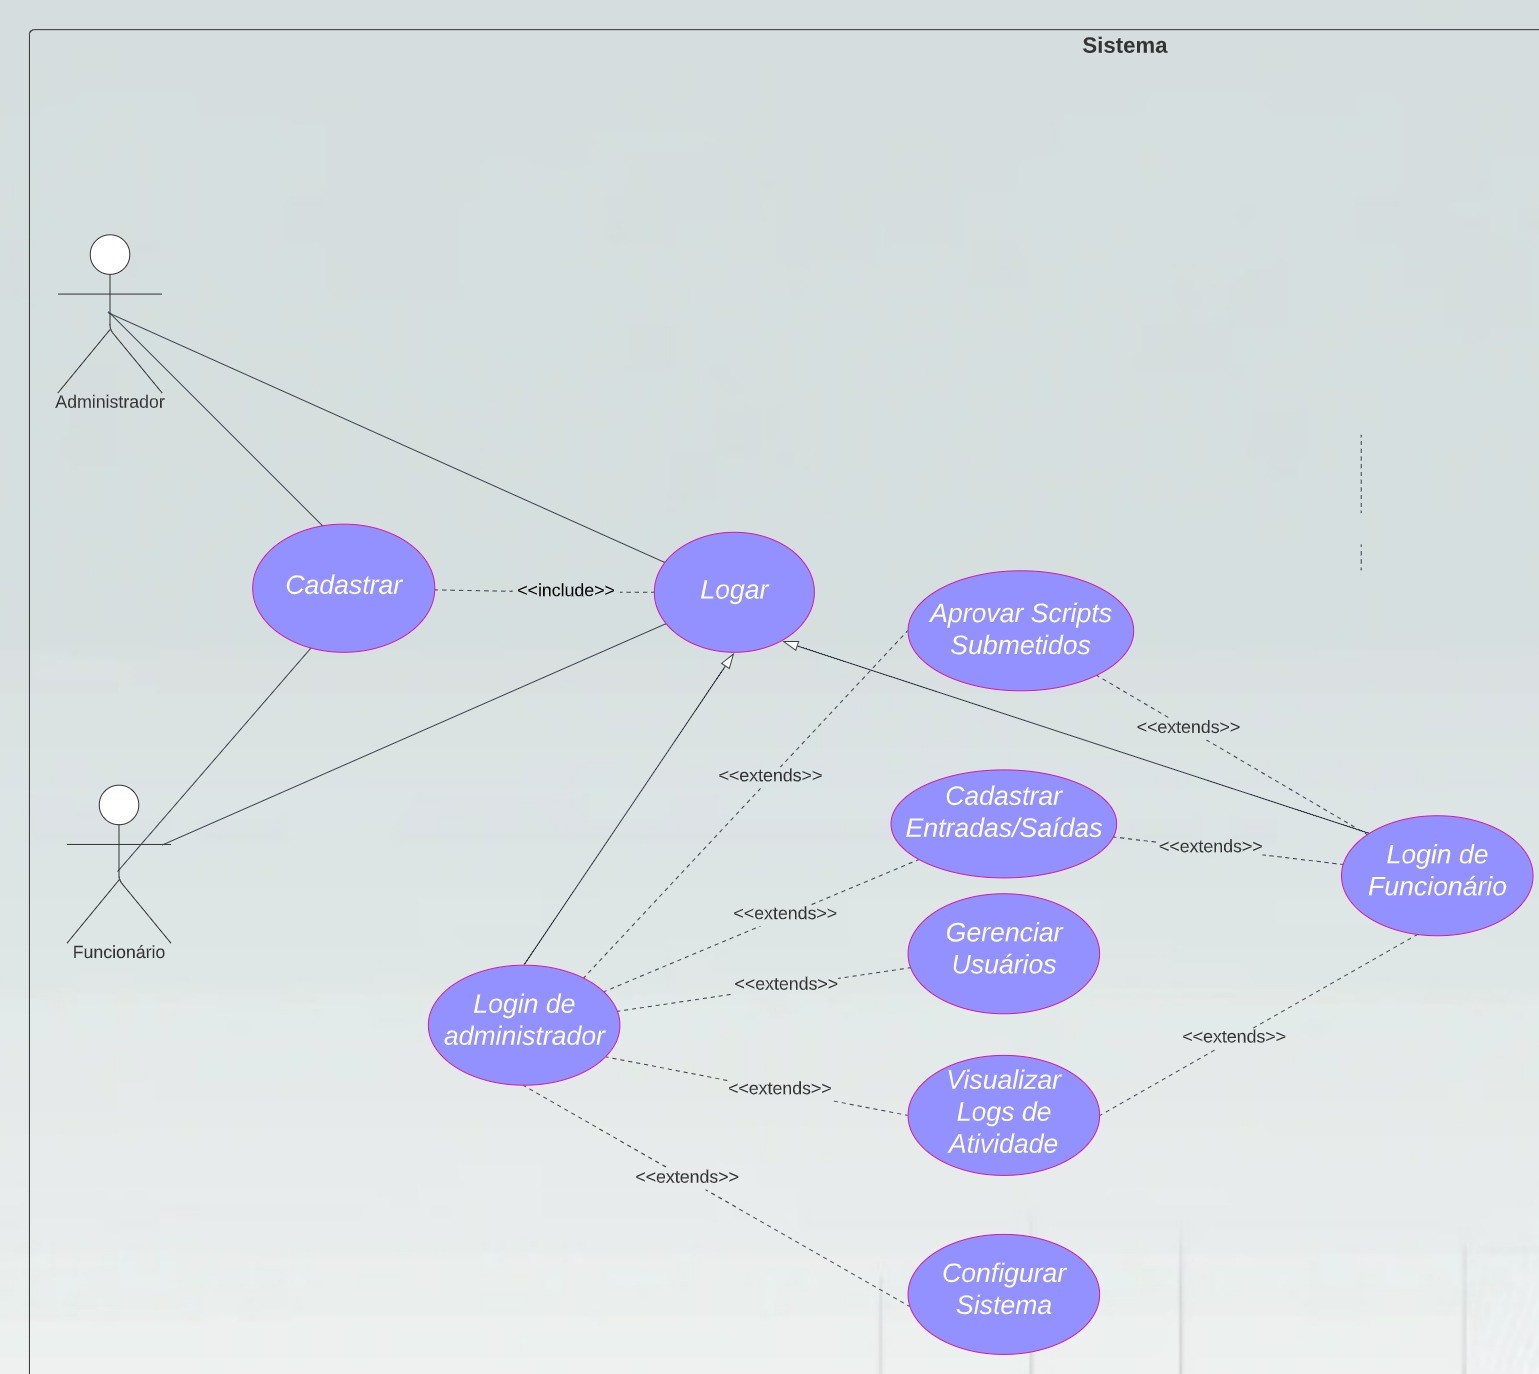 Sistema
Administrador
Cadastrar
<<include>>
Logar
Aprovar Scripts
Submetidos
<<extends>>
<<extends>>
Cadastrar
Entradas/Saídas
<<extends>>
Login de
Funcionário
Funcionário
<<extends>>
Gerenciar
Usuários
<<extends>>
Login de
administrador
<<extends>>
Visualizar
Logs de
Atividade
<<extends>>
<<extends>>
Configurar
Sistema